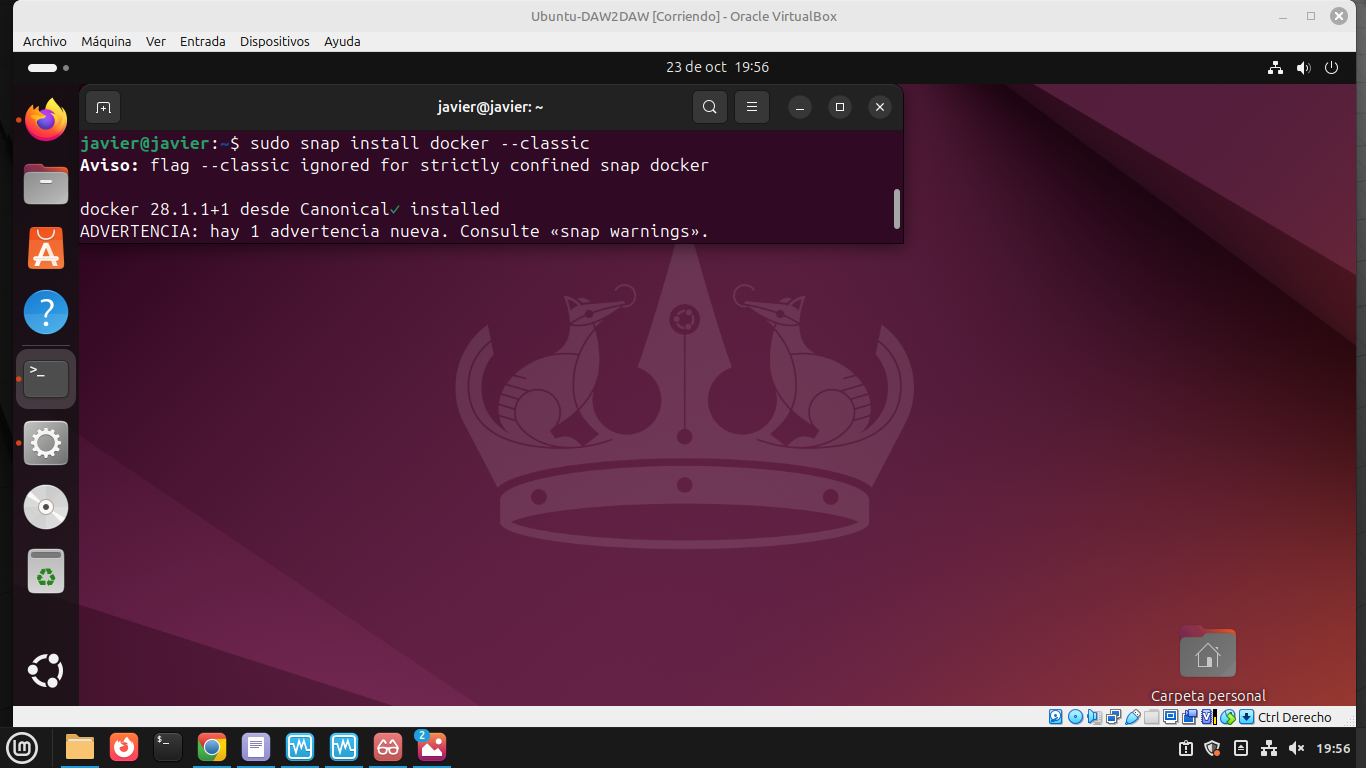 Ubuntu-DAW2DAW [Corriendo] - Oracle VirtualBox
Archivo Máquina Ver Entrada Dispositivos Ayuda
23 de oct 19:56
javier@javier: ~
javier@javier:~$ sudo snap install docker --classic
Aviso: flag --classic ignored for strictly confined snap docker
docker 28.1.1+1 desde Canonical✓ installed
ADVERTENCIA: hay 1 advertencia nueva. Consulte «snap warnings».
Carpeta personal
Ctrl Derecho
2
19:56